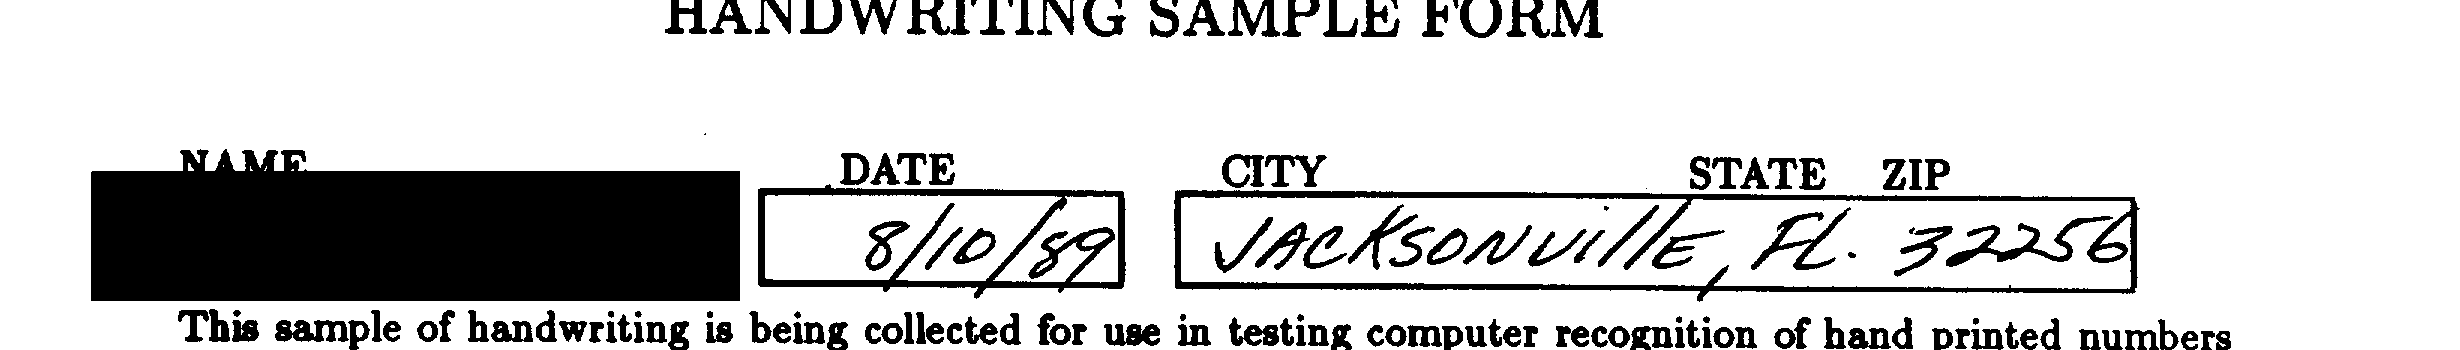 HANDWRITING SAMPLE FORM
NAME DATE CITY STATE ZIP
8/10/89 JACKSONVillE, FL. 32256
This sample of handwriting is being collected for use in testing computer recognition of hand printed numbers